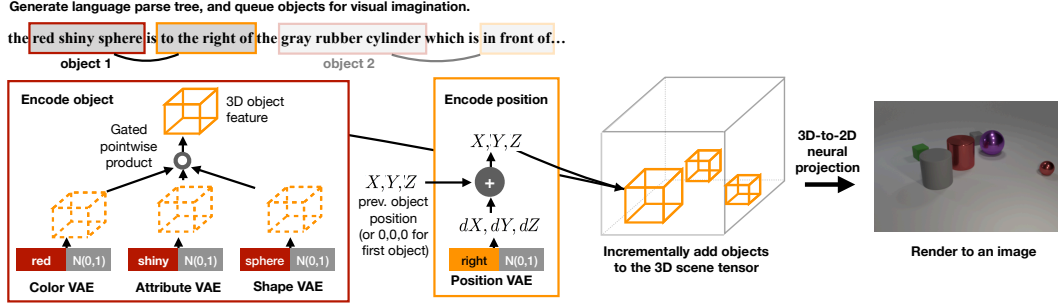 Generate language parse tree, and queue objects for visual imagination.
the red shiny sphere is to the right of the gray rubber cylinder which is in front of…
object 1
object 2
Encode object
3D object
feature
Gated
pointwise
product
red N(0,1)
shiny N(0,1)
sphere N(0,1)
Color VAE
Attribute VAE
Shape VAE
Encode position
X,Y,Z
X,Y,Z
+
prev. object
position
(or 0,0,0 for
first object)
dX, dY, dZ
right N(0,1)
Position VAE
Incrementally add objects
to the 3D scene tensor
3D-to-2D
neural
projection
Render to an image